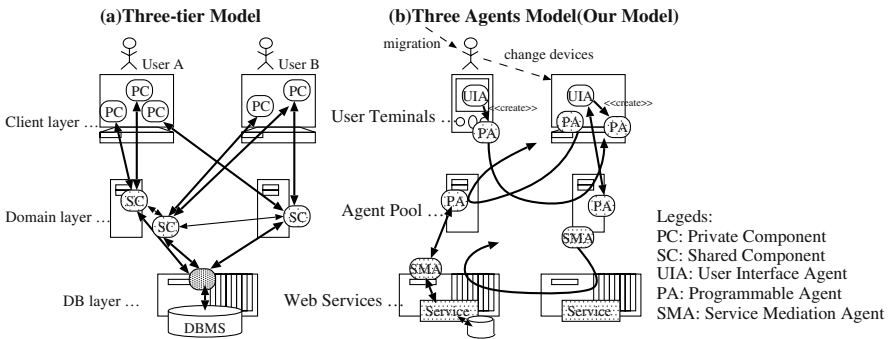 (a)Three-tier Model
User A
User B
PC
PC
PC
PC
PC
Client layer …
SC
SC
SC
Domain layer …
DB layer …
DBMS
(b)Three Agents Model(Our Model)
migration
change devices
UIA
<<create>>
PA
UIA
<<create>>
PA
PA
User Teminals …
PA
PA
Agent Pool …
SMA
SMA
Web Services …
Service
Service
Legeds:
PC: Private Component
SC: Shared Component
UIA: User Interface Agent
PA: Programmable Agent
SMA: Service Mediation Agent